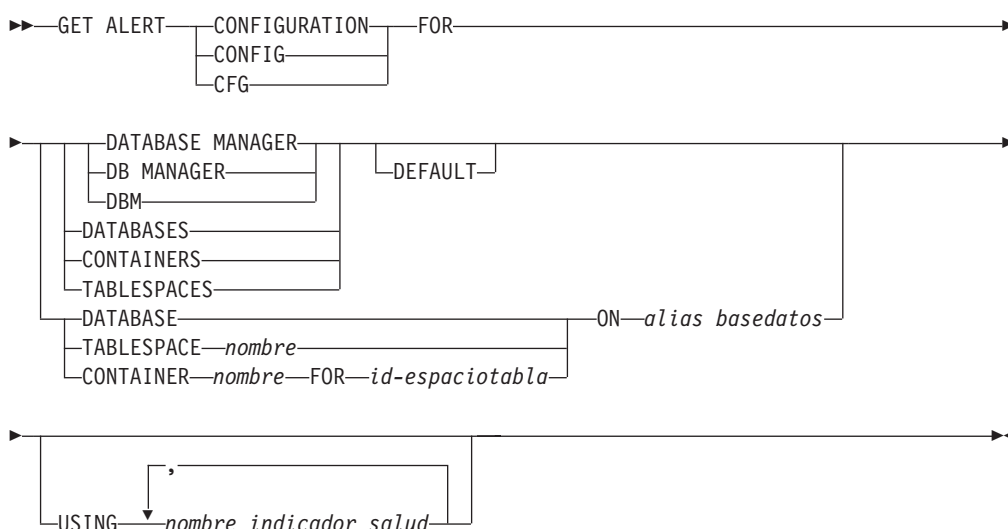 GET ALERT CONFIGURATION FOR
CONFIG
CFG
DATABASE MANAGER
DB MANAGER DEFAULT
DBM
DATABASES
CONTAINERS
TABLESPACES
DATABASE ON alias basedatos
TABLESPACE nombre
CONTAINER nombre FOR id-espaciotabla
,
USING nombre indicador salud